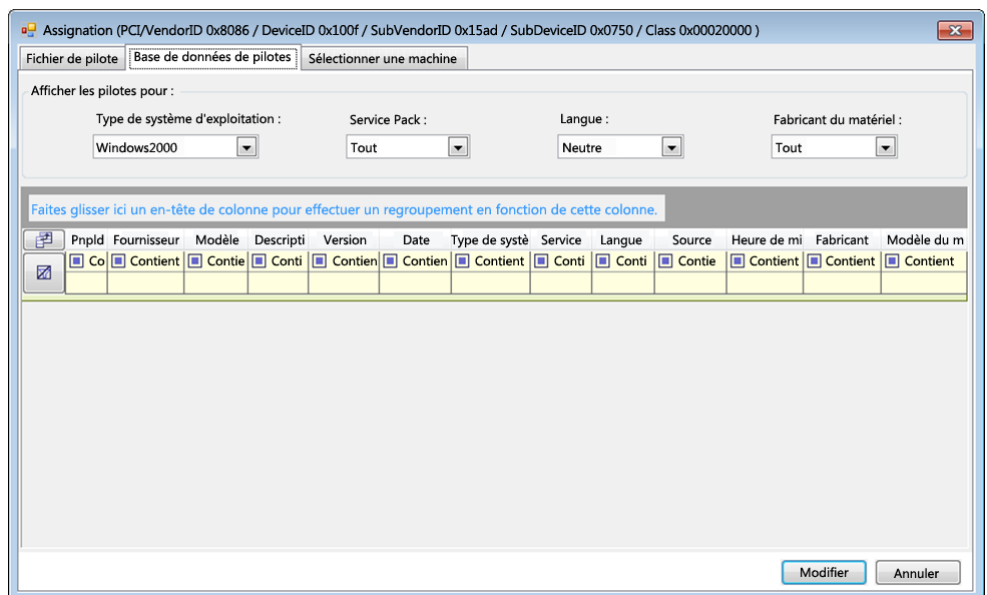 Assignation (PCI/VendorID 0x8086 / DeviceID 0x100f / SubVendorID 0x15ad / SubDeviceID 0x0750 / Class 0x00020000 )
Fichier de pilote Base de données de pilotes Sélectionner une machine
Afficher les pilotes pour :
Type de système d'exploitation : Service Pack : Langue : Fabricant du matériel :
Windows2000 Tout Neutre Tout
Faites glisser ici un en-tête de colonne pour effectuer un regroupement en fonction de cette colonne.
PnpId Fournisseur Modèle Descripti Version Date Type de systè Service Langue Source Heure de mi Fabricant Modèle du m
Co Contient Contie Conti Contien Contien Contient Conti Conti Contie Contient Contient Contient
Modifier Annuler